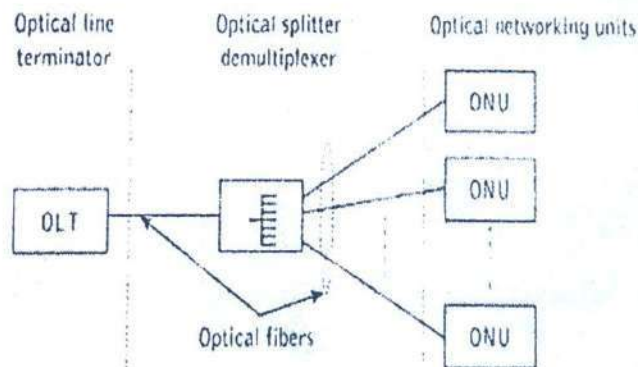 Optical line
terminator
Optical splitter
demultiplexer
Optical networking units
ONU
ONU
OLT
Optical fibers
ONU